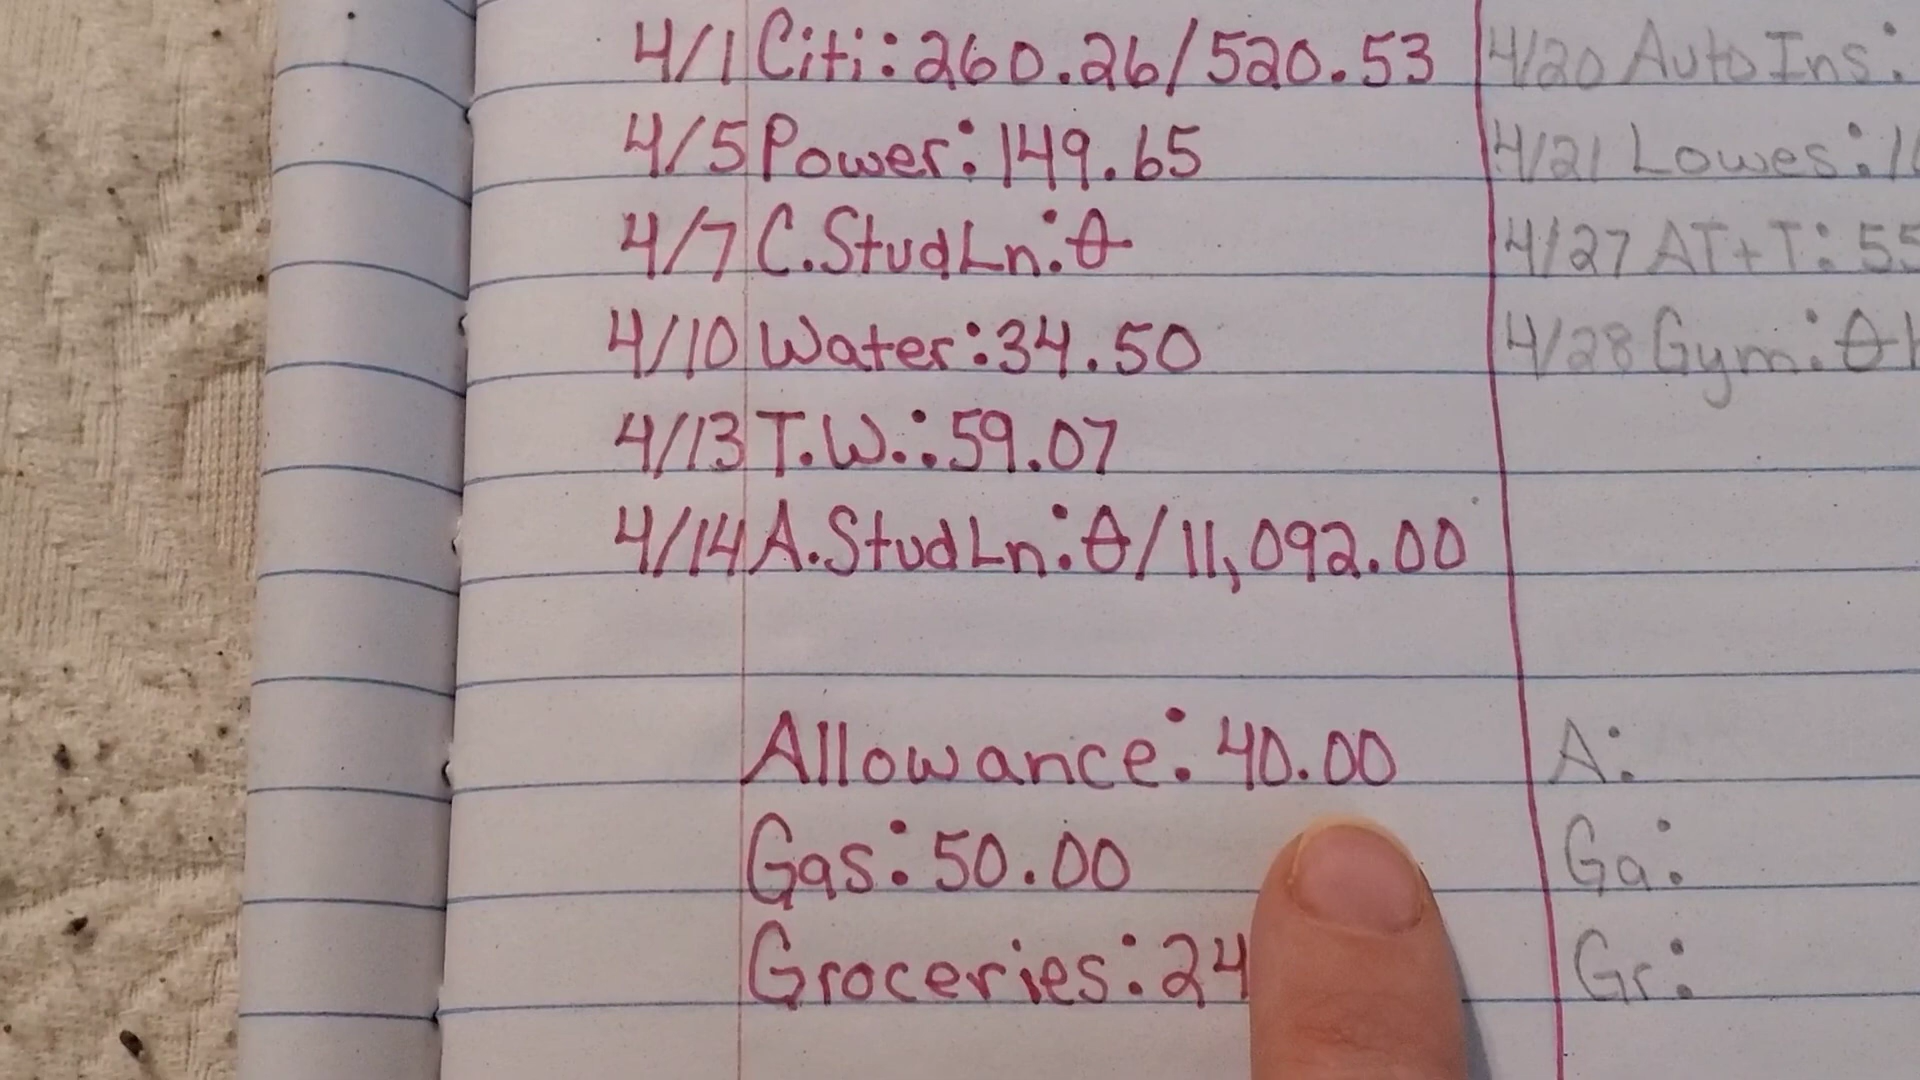 4/1 Citi: 260.26/520.53
4/5 Power: 149.65
4/7 C.StudLn: θ
4/10 Water: 34.50
4/13 T.W.: 59.07
4/14 A.StudLn: θ/11,092.00
Allowance: 40.00
Gas: 50.00
Groceries: 24
4/20 Auto Ins:
4/21 Lowes:
4/27 AT+T: 55
4/28 Gym: θ
A:
Ga:
Gr: